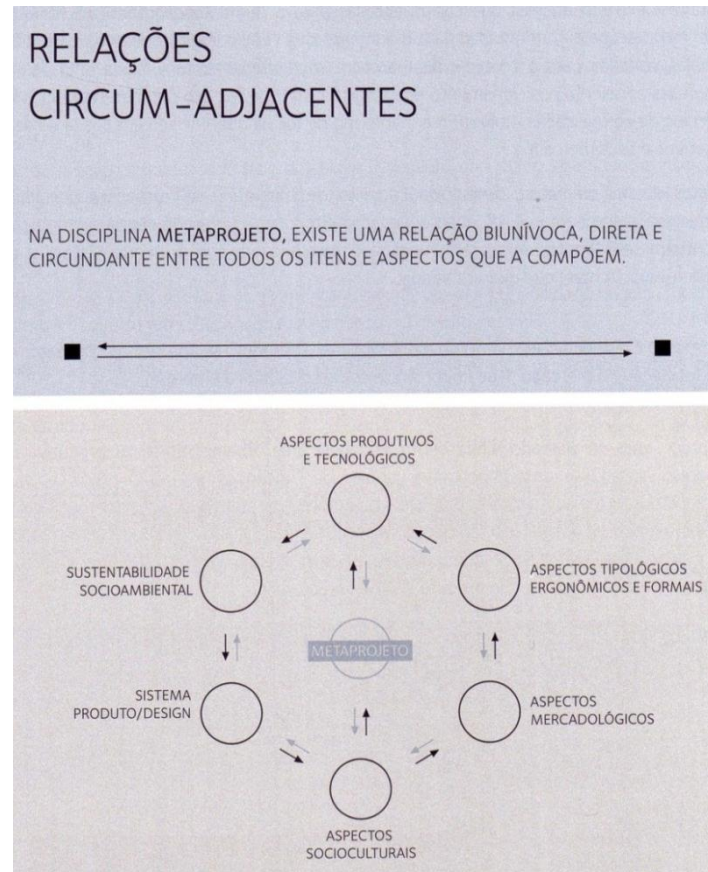 RELAÇÕES
CIRCUM-ADJACENTES
NA DISCIPLINA METAPROJETO, EXISTE UMA RELAÇÃO BIUNÍVOCA, DIRETA E
CIRCUNDANTE ENTRE TODOS OS ITENS E ASPECTOS QUE A COMPÕEM.
ASPECTOS PRODUTIVOS
E TECNOLÓGICOS
SUSTENTABILIDADE
SOCIOAMBIENTAL
ASPECTOS TIPOLÓGICOS
ERGONÔMICOS E FORMAIS
METAPROJETO
SISTEMA
PRODUTO/DESIGN
ASPECTOS
MERCADOLÓGICOS
ASPECTOS
SOCIOCULTURAIS